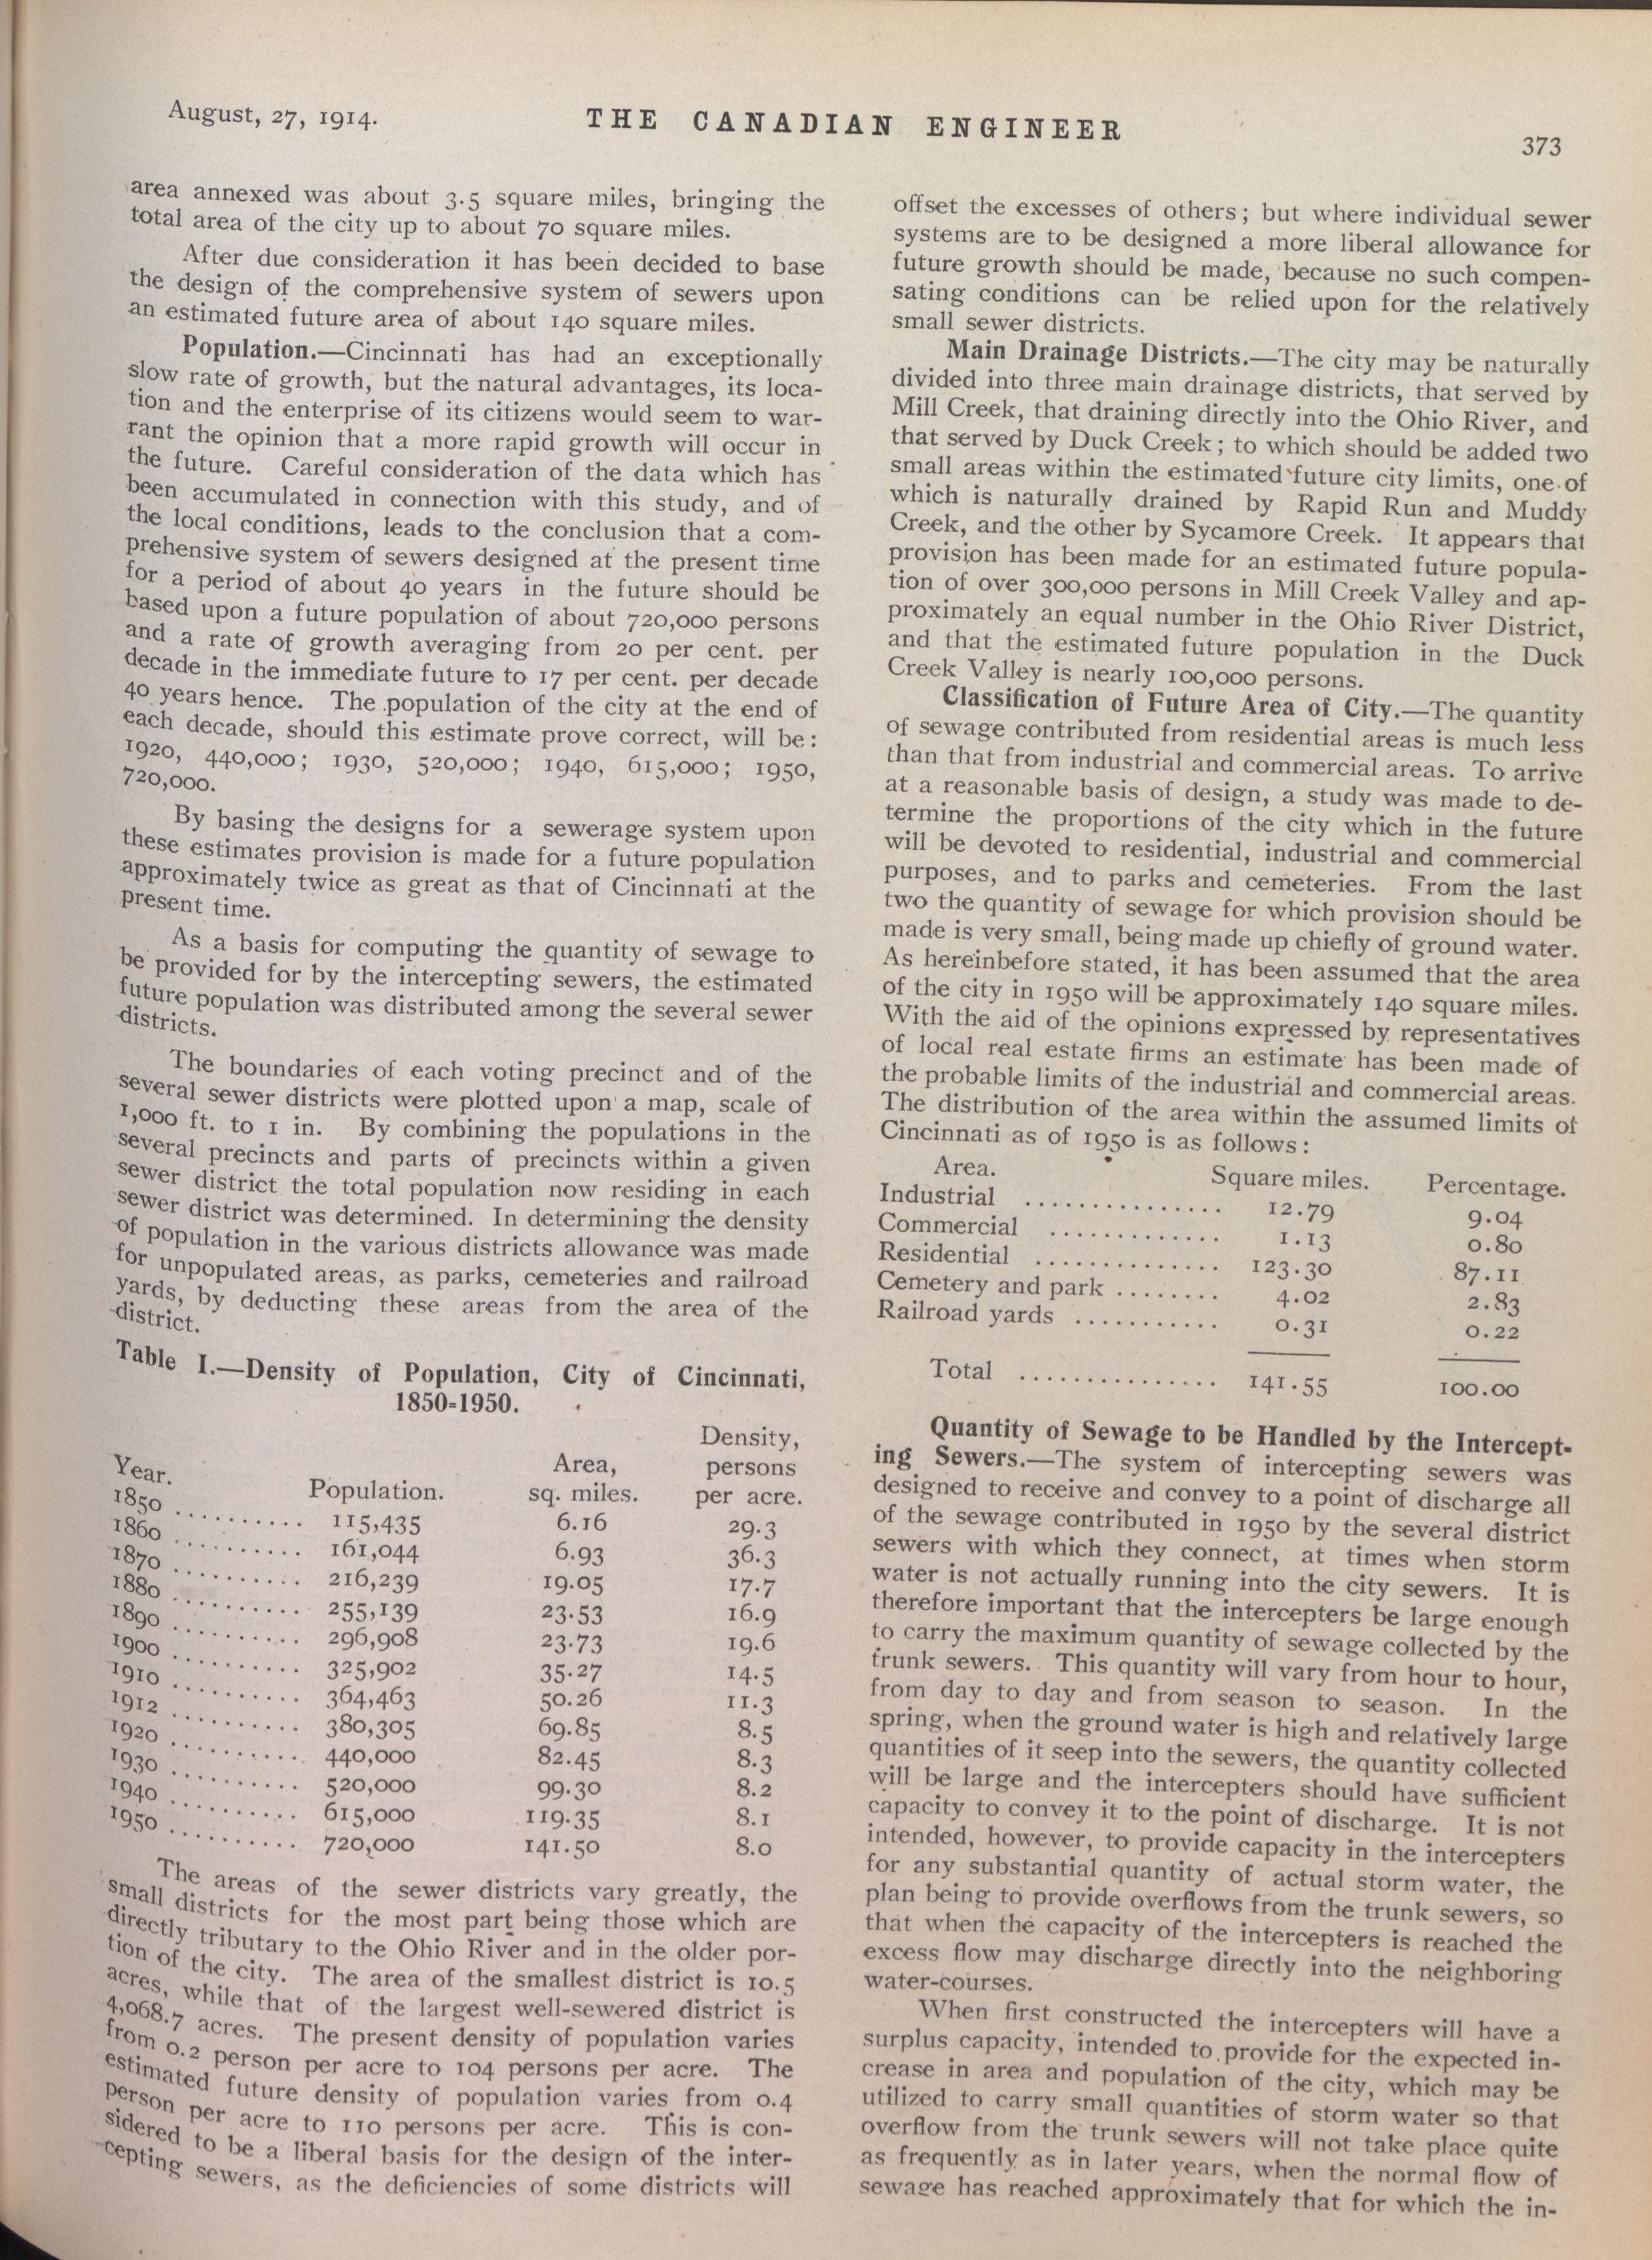 August, 27, 1914.
THE CANADIAN ENGINEER
373
area annexed was about 3.5 square miles, bringing the
total area of the city up to about 70 square miles.
After due consideration it has been decided to base
the design of the comprehensive system of sewers upon
an estimated future area of about 140 square miles.
Population.—Cincinnati has had an exceptionally
slow rate of growth, but the natural advantages, its loca-
tion and the enterprise of its citizens would seem to war-
rant the opinion that a more rapid growth will occur in
the future. Careful consideration of the data which has
been accumulated in connection with this study, and of
the local conditions, leads to the conclusion that a com-
prehensive system of sewers designed at the present time
for a period of about 40 years in the future should be
based upon a future population of about 720,000 persons
and a rate of growth averaging from 20 per cent. per
decade in the immediate future to 17 per cent. per decade
40 years hence. The population of the city at the end of
each decade, should this estimate prove correct, will be:
1920, 440,000; 1930, 520,000; 1940, 615,000; 1950,
720,000.
By basing the designs for a sewerage system upon
these estimates provision is made for a future population
approximately twice as great as that of Cincinnati at the
present time.
As a basis for computing the quantity of sewage to
be provided for by the intercepting sewers, the estimated
future population was distributed among the several sewer
districts.
The boundaries of each voting precinct and of the
several sewer districts were plotted upon a map, scale of
1,000 ft. to 1 in. By combining the populations in the
several precincts and parts of precincts within a given
sewer district the total population now residing in each
sewer district was determined. In determining the density
of population in the various districts allowance was made
for unpopulated areas, as parks, cemeteries and railroad
yards, by deducting these areas from the area of the
district.
Table I.—Density of Population, City of Cincinnati,
1850-1950.
Density,
Area, persons
Year. Population. sq. miles. per acre.
1850 .......... 115,435 6.16 29.3
1860 .......... 161,044 6.93 36.3
1870 .......... 216,239 19.05 17.7
1880 .......... 255,139 23.53 16.9
1890 .......... 296,908 23.73 19.6
1900 .......... 325,902 35.27 14.5
1910 .......... 364,463 50.26 11.3
1912 .......... 380,305 69.85 8.5
1920 .......... 440,000 82.45 8.3
1930 .......... 520,000 99.30 8.2
1940 .......... 615,000 119.35 8.1
1950 .......... 720,000 141.50 8.0
The areas of the sewer districts vary greatly, the
small districts for the most part being those which are
directly tributary to the Ohio River and in the older por-
tion of the city. The area of the smallest district is 10.5
acres, while that of the largest well-sewered district is
4,068.7 acres. The present density of population varies
from 0.2 person per acre to 104 persons per acre. The
estimated future density of population varies from 0.4
person per acre to 110 persons per acre. This is con-
sidered to be a liberal basis for the design of the inter-
cepting sewers, as the deficiencies of some districts will
offset the excesses of others; but where individual sewer
systems are to be designed a more liberal allowance for
future growth should be made, because no such compen-
sating conditions can be relied upon for the relatively
small sewer districts.
Main Drainage Districts.—The city may be naturally
divided into three main drainage districts, that served by
Mill Creek, that draining directly into the Ohio River, and
that served by Duck Creek; to which should be added two
small areas within the estimated future city limits, one of
which is naturally drained by Rapid Run and Muddy
Creek, and the other by Sycamore Creek. It appears that
provision has been made for an estimated future popula-
tion of over 300,000 persons in Mill Creek Valley and ap-
proximately an equal number in the Ohio River District,
and that the estimated future population in the Duck
Creek Valley is nearly 100,000 persons.
Classification of Future Area of City.—The quantity
of sewage contributed from residential areas is much less
than that from industrial and commercial areas. To arrive
at a reasonable basis of design, a study was made to de-
termine the proportions of the city which in the future
will be devoted to residential, industrial and commercial
purposes, and to parks and cemeteries. From the last
two the quantity of sewage for which provision should be
made is very small, being made up chiefly of ground water.
As hereinbefore stated, it has been assumed that the area
of the city in 1950 will be approximately 140 square miles.
With the aid of the opinions expressed by representatives
of local real estate firms an estimate has been made of
the probable limits of the industrial and commercial areas.
The distribution of the area within the assumed limits of
Cincinnati as of 1950 is as follows:
Area. Square miles. Percentage.
Industrial ............... 12.79 9.04
Commercial ............. 1.13 0.80
Residential .............. 123.30 87.11
Cemetery and park ........ 4.02 2.83
Railroad yards ........... 0.31 0.22
Total ............... 141.55 100.00
Quantity of Sewage to be Handled by the Intercept-
ing Sewers.—The system of intercepting sewers was
designed to receive and convey to a point of discharge all
of the sewage contributed in 1950 by the several district
sewers with which they connect, at times when storm
water is not actually running into the city sewers. It is
therefore important that the intercepters be large enough
to carry the maximum quantity of sewage collected by the
trunk sewers. This quantity will vary from hour to hour,
from day to day and from season to season. In the
spring, when the ground water is high and relatively large
quantities of it seep into the sewers, the quantity collected
will be large and the intercepters should have sufficient
capacity to convey it to the point of discharge. It is not
intended, however, to provide capacity in the intercepters
for any substantial quantity of actual storm water, the
plan being to provide overflows from the trunk sewers, so
that when the capacity of the intercepters is reached the
excess flow may discharge directly into the neighboring
water-courses.
When first constructed the intercepters will have a
surplus capacity, intended to provide for the expected in-
crease in area and population of the city, which may be
utilized to carry small quantities of storm water so that
overflow from the trunk sewers will not take place quite
as frequently as in later years, when the normal flow of
sewage has reached approximately that for which the in-